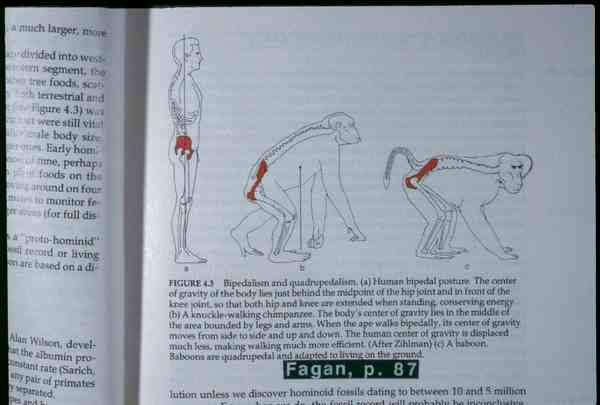 , a much larger, more
divided into west-
segment, the
tree foods, scat-
terrestrial and
Figure 4.3) was
were still vital
male body size
ones. Early hom-
of time, perhaps
foods on the
around on four
to monitor fe-
(for full dis-
a "proto-hominid"
record or living
are based on a di-
Alan Wilson, devel-
the albumin pro-
constant rate (Sarich,
any pair of primates
separated.
a
b
c
FIGURE 4.3 Bipedalism and quadrupedalism. (a) Human bipedal posture. The center
of gravity of the body lies just behind the midpoint of the hip joint and in front of the
knee joint, so that both hip and knee are extended when standing, conserving energy.
(b) A knuckle-walking chimpanzee. The body's center of gravity lies in the middle of
the area bounded by legs and arms. When the ape walks bipedally, its center of gravity
moves from side to side and up and down. The human center of gravity is displaced
much less, making walking much more efficient. (After Zihlman) (c) A baboon.
Baboons are quadrupedal and adapted to living on the ground.
Fagan, p. 87
lution unless we discover hominoid fossils dating to between 10 and 5 million